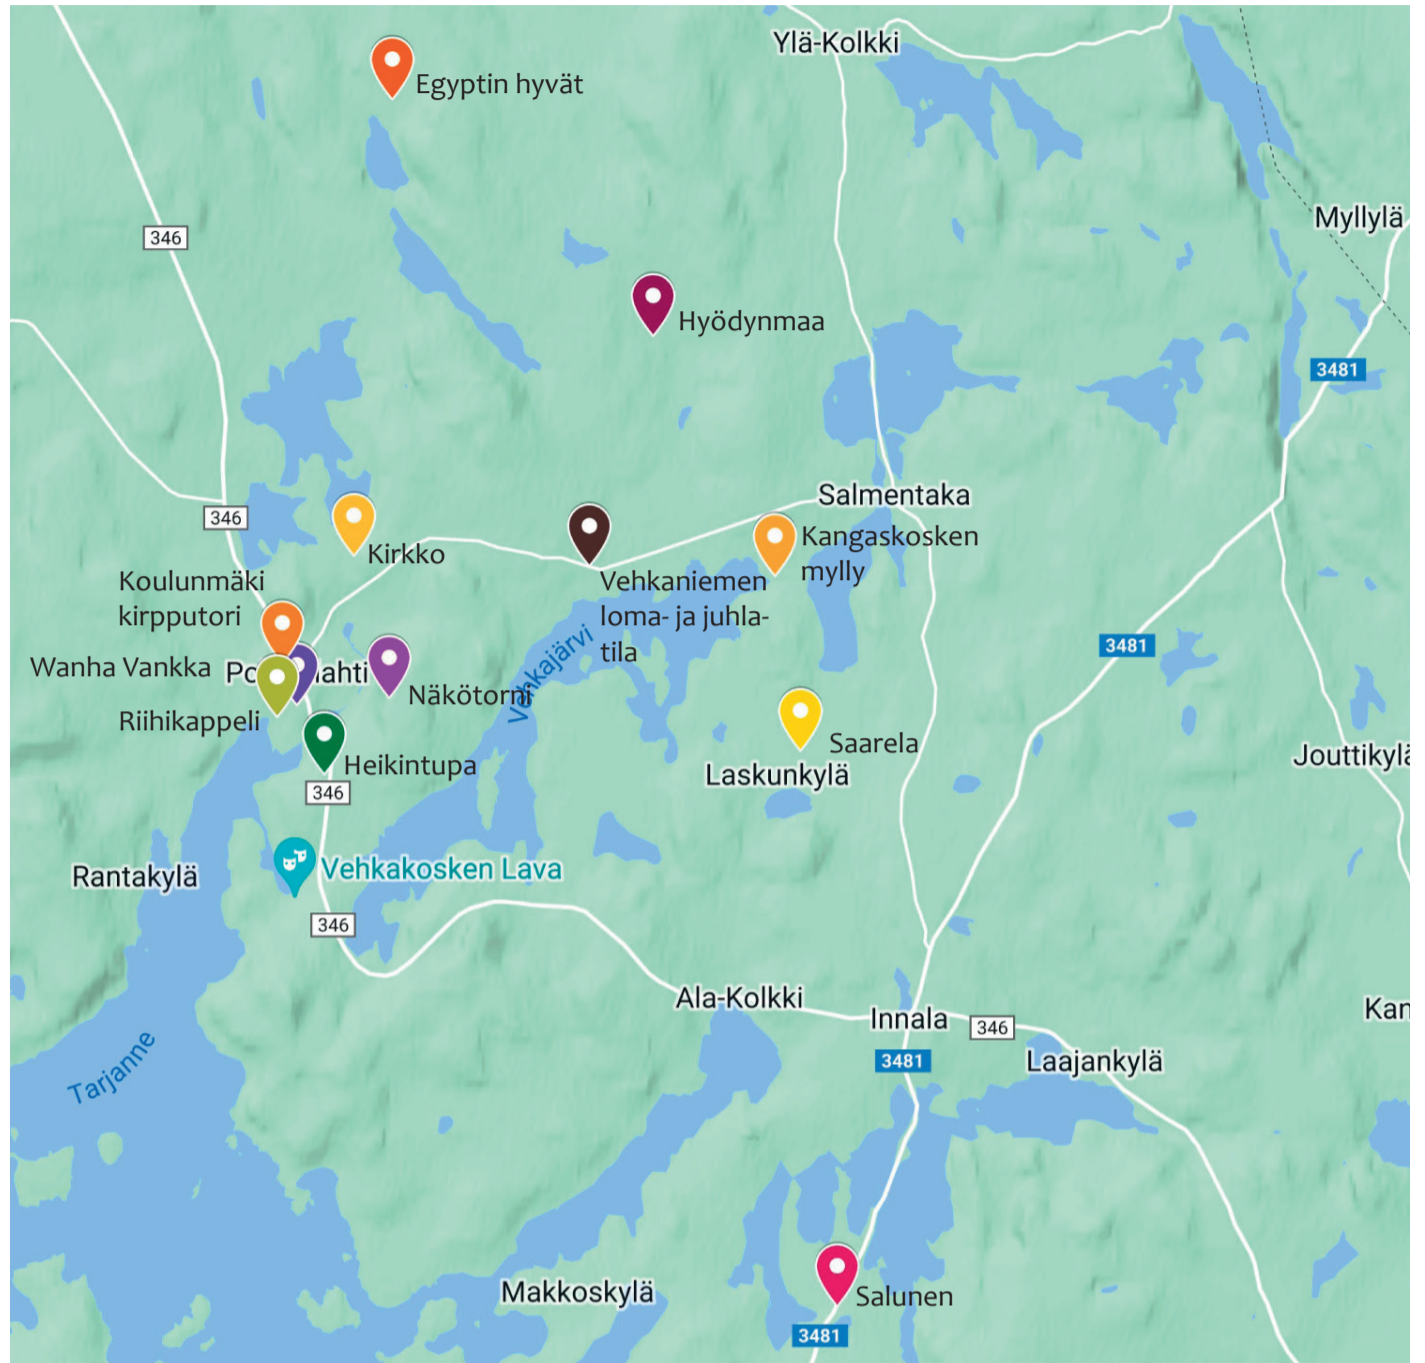 Ylä-Kolkki
Egyptin hyvät
Myllylä
346
Hyödynmaa
3481
Salmentaka
346
Kangaskosken
mylly
Kirkko
Koulunmäki
kirpputori
Vehkaniemen
loma- ja juhla-
tila
3481
Wanha Vankka
Näkötorni
Vehkajärvi
Riihikappeli
Saarela
Heikintupa
Laskunkylä
346
Vehkakosken Lava
Rantakylä
346
Ala-Kolkki
Innala
346
3481
Laajankylä
Tarjanne
Makkoskylä
Salunen
3481